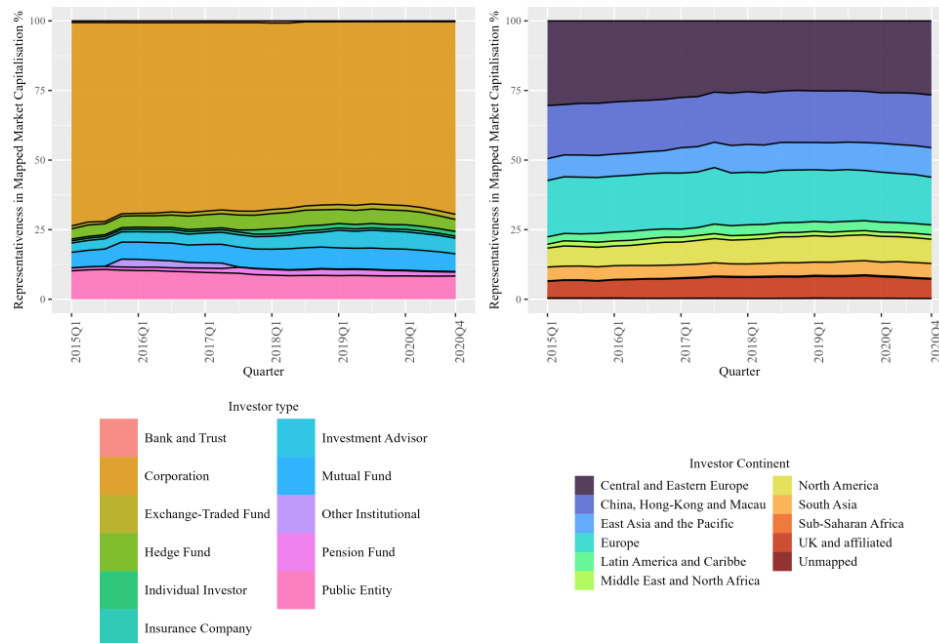 Representativeness in Mapped Market Capitalisation %
100
75
50
25
0
2015Q1
2016Q1
2017Q1
2018Q1
2019Q1
2020Q1
2020Q4
Quarter
Representativeness in Mapped Market Capitalisation %
100
75
50
25
0
2015Q1
2016Q1
2017Q1
2018Q1
2019Q1
2020Q1
2020Q4
Quarter
Investor type
Bank and Trust
Corporation
Exchange-Traded Fund
Hedge Fund
Individual Investor
Insurance Company
Investment Advisor
Mutual Fund
Other Institutional
Pension Fund
Public Entity
Investor Continent
Central and Eastern Europe
China, Hong-Kong and Macau
East Asia and the Pacific
Europe
Latin America and Caribbe
Middle East and North Africa
North America
South Asia
Sub-Saharan Africa
UK and affiliated
Unmapped